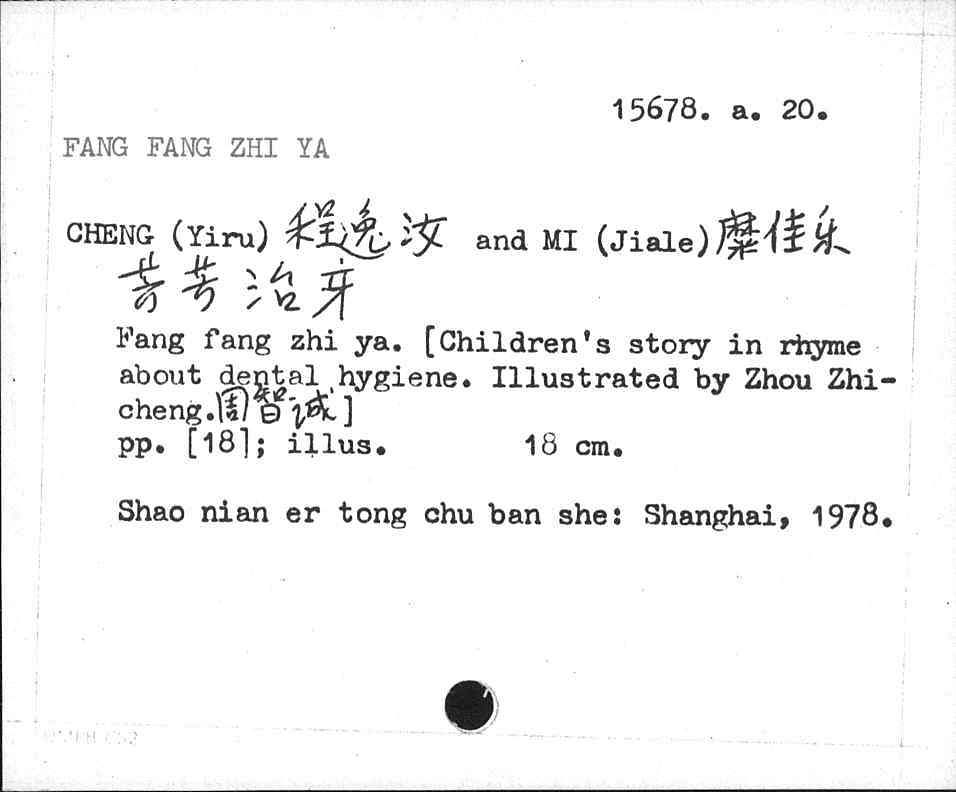 15678. a. 20.
FANG FANG ZHI YA
CHENG (Yiru) 程逸汝 and MI (Jiale) 糜佳乐
芳芳治牙
Fang fang zhi ya. [Children's story in rhyme
about dental hygiene. Illustrated by Zhou Zhi-
cheng. 周智诚]
pp. [18]; illus. 18 cm.
Shao nian er tong chu ban she: Shanghai, 1978.